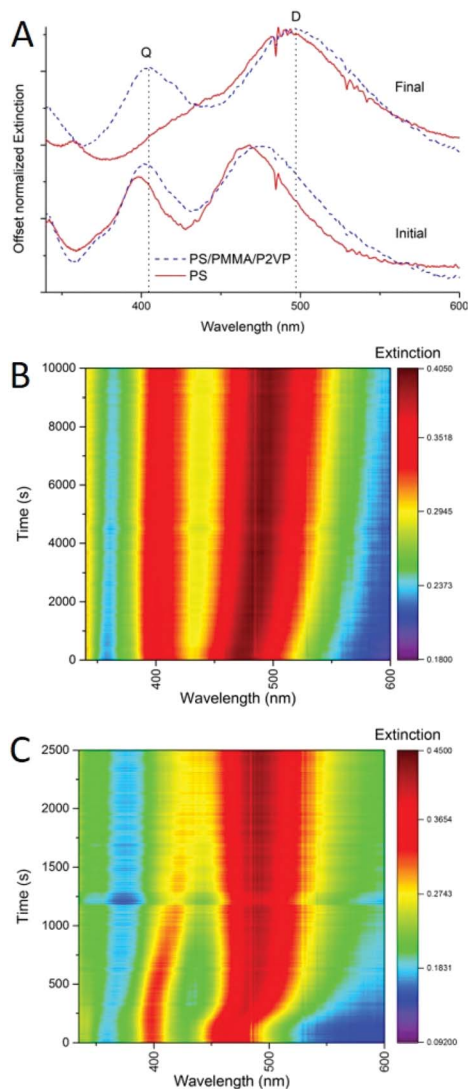 A
Q
D
Final
Initial
Offset normalized Extinction
PS/PMMA/P2VP
PS
400
500
600
Wavelength (nm)
B
Extinction
10000
8000
6000
4000
2000
0
Time (s)
400
500
600
Wavelength (nm)
0.4050
0.3518
0.2945
0.2373
0.1800
C
Extinction
2500
2000
1500
1000
500
0
Time (s)
400
500
600
Wavelength (nm)
0.4500
0.3654
0.2743
0.1831
0.09200